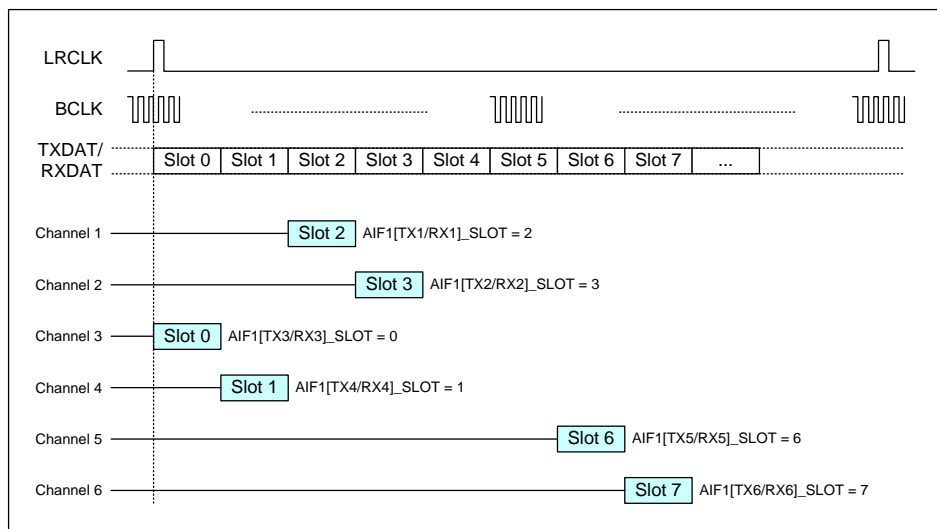 LRCLK
BCLK
TXDAT/
RXDAT
Slot 0 Slot 1 Slot 2 Slot 3 Slot 4 Slot 5 Slot 6 Slot 7 ...
Channel 1 Slot 2 AIF1[TX1/RX1]_SLOT = 2
Channel 2 Slot 3 AIF1[TX2/RX2]_SLOT = 3
Channel 3 Slot 0 AIF1[TX3/RX3]_SLOT = 0
Channel 4 Slot 1 AIF1[TX4/RX4]_SLOT = 1
Channel 5 Slot 6 AIF1[TX5/RX5]_SLOT = 6
Channel 6 Slot 7 AIF1[TX6/RX6]_SLOT = 7